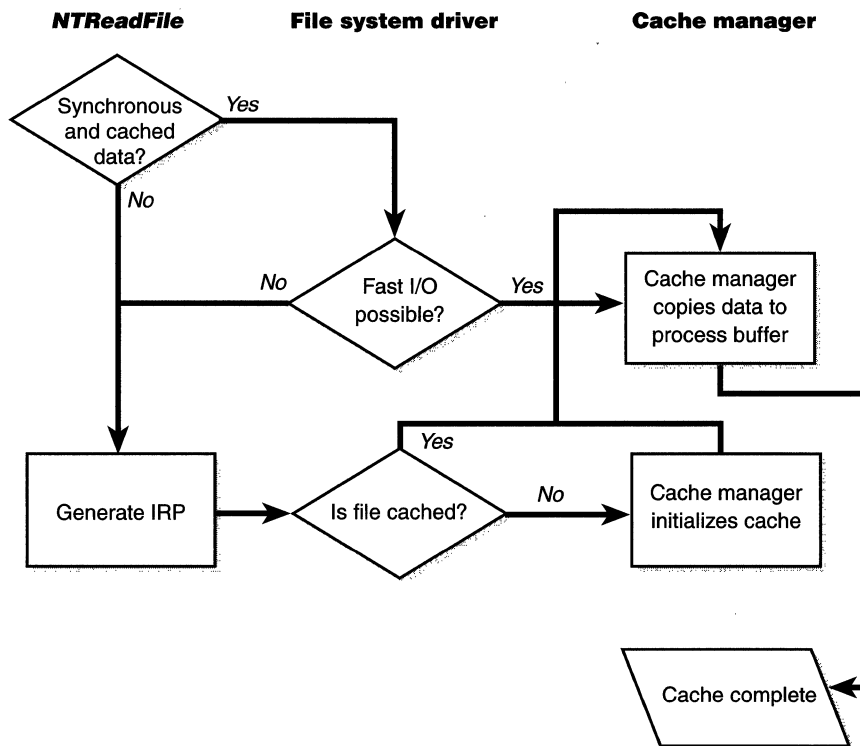 NTReadFile
File system driver
Cache manager
Synchronous
and cached
data?
Yes
No
No
Fast I/O
possible?
Yes
Cache manager
copies data to
process buffer
Generate IRP
Yes
Is file cached?
No
Cache manager
initializes cache
Cache complete